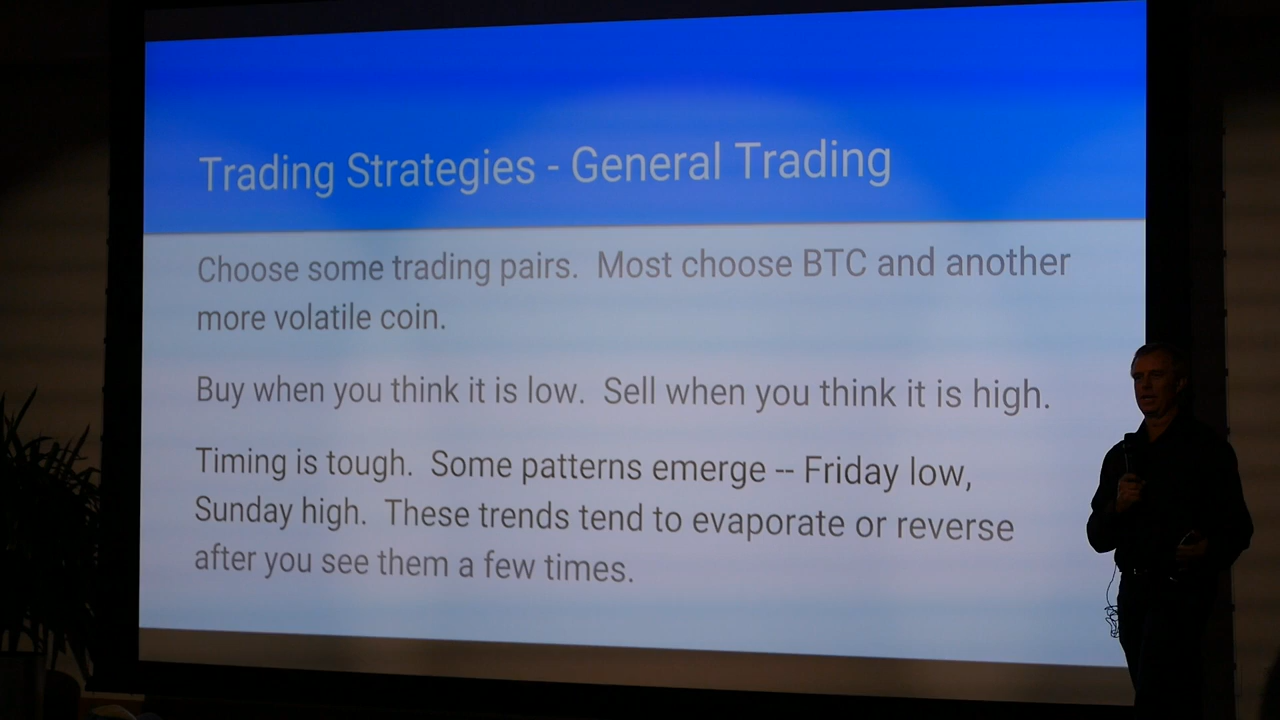 Trading Strategies - General Trading
Choose some trading pairs.  Most choose BTC and another
more volatile coin.
Buy when you think it is low.  Sell when you think it is high.
Timing is tough.  Some patterns emerge -- Friday low,
Sunday high.  These trends tend to evaporate or reverse
after you see them a few times.